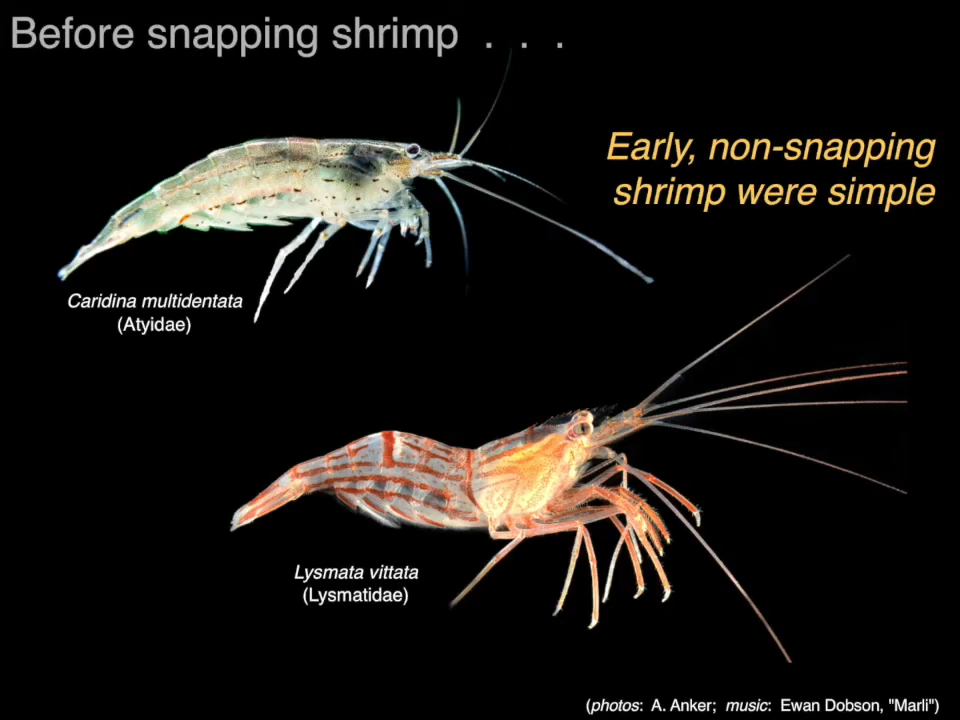 Before snapping shrimp . . .
Early, non-snapping
shrimp were simple
Caridina multidentata
(Atyidae)
Lysmata vittata
(Lysmatidae)
(photos: A. Anker; music: Ewan Dobson, "Marli")